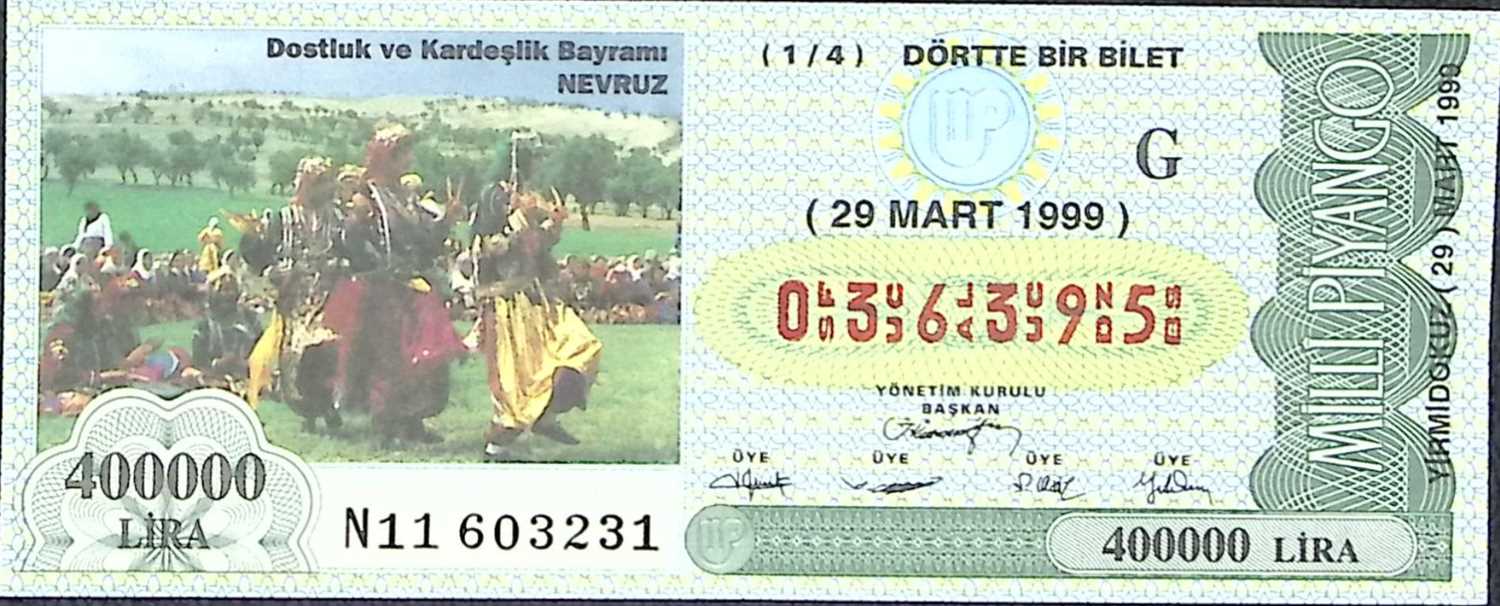 Dostluk ve Kardeşlik Bayramı
NEVRUZ
400000
LİRA
N11 603231
( 1 / 4 ) DÖRTTE BİR BİLET
MP
G
( 29 MART 1999 )
0 3 6 3 9 5
YÖNETİM KURULU
BAŞKAN
ÜYE ÜYE ÜYE ÜYE
MP
400000 LİRA
MİLLİ PİYANGO
YİRMİDOKUZ ( 29 ) MART 1999